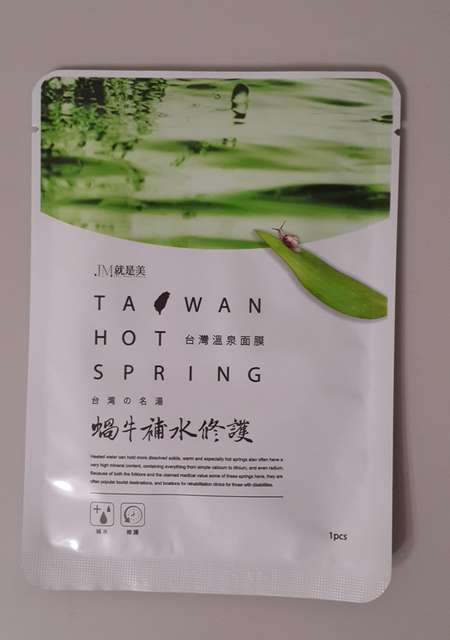 JM就是美
TAIWAN
HOT 台灣溫泉面膜
SPRING
台湾の名湯
蝸牛補水修護
Heated water can hold more dissolved solids, warm and especially hot springs also often have a
very high mineral content, containing everything from simple calcium to lithium, and even radium.
Because of both the folklore and the claimed medical value some of these springs have, they are
often popular tourist destinations, and locations for rehabilitation clinics for those with disabilities.
補水 修護
1pcs